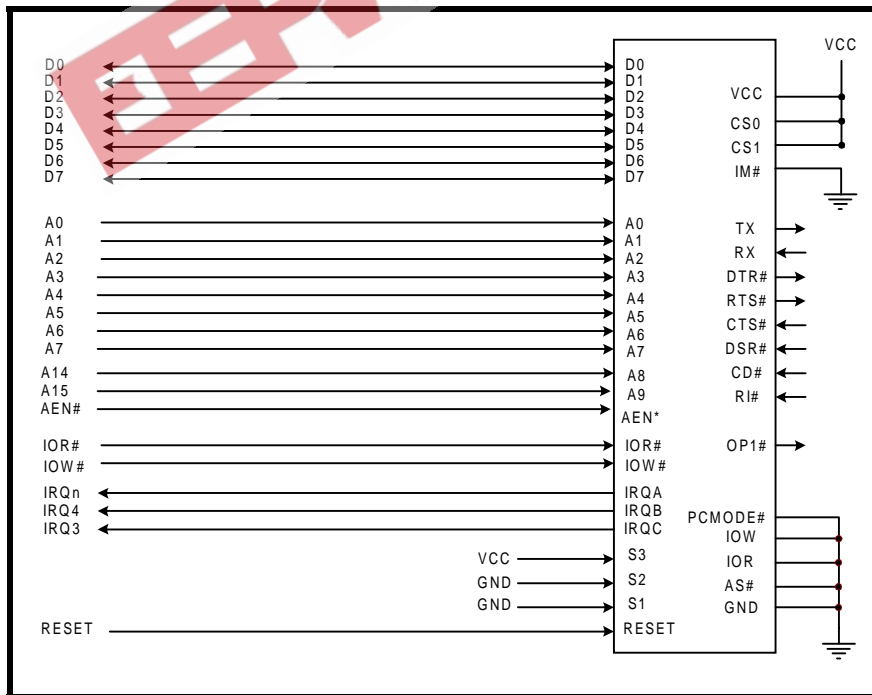 VCC
D0 D0
D1 D1
D2 D2
D3 D3
D4 D4
D5 D5
D6 D6
D7 D7
VCC
CS0
CS1
IM#
A0 A0
A1 A1
A2 A2
A3 A3
A4 A4
A5 A5
A6 A6
A7 A7
A14 A8
A15 A9
AEN# AEN*
TX
RX
DTR#
RTS#
CTS#
DSR#
CD#
RI#
IOR# IOR# OP1#
IOW# IOW#
IRQn IRQA
IRQ4 IRQB
IRQ3 IRQC
PCMODE#
IOW
IOR
AS#
GND
VCC S3
GND S2
GND S1
RESET RESET